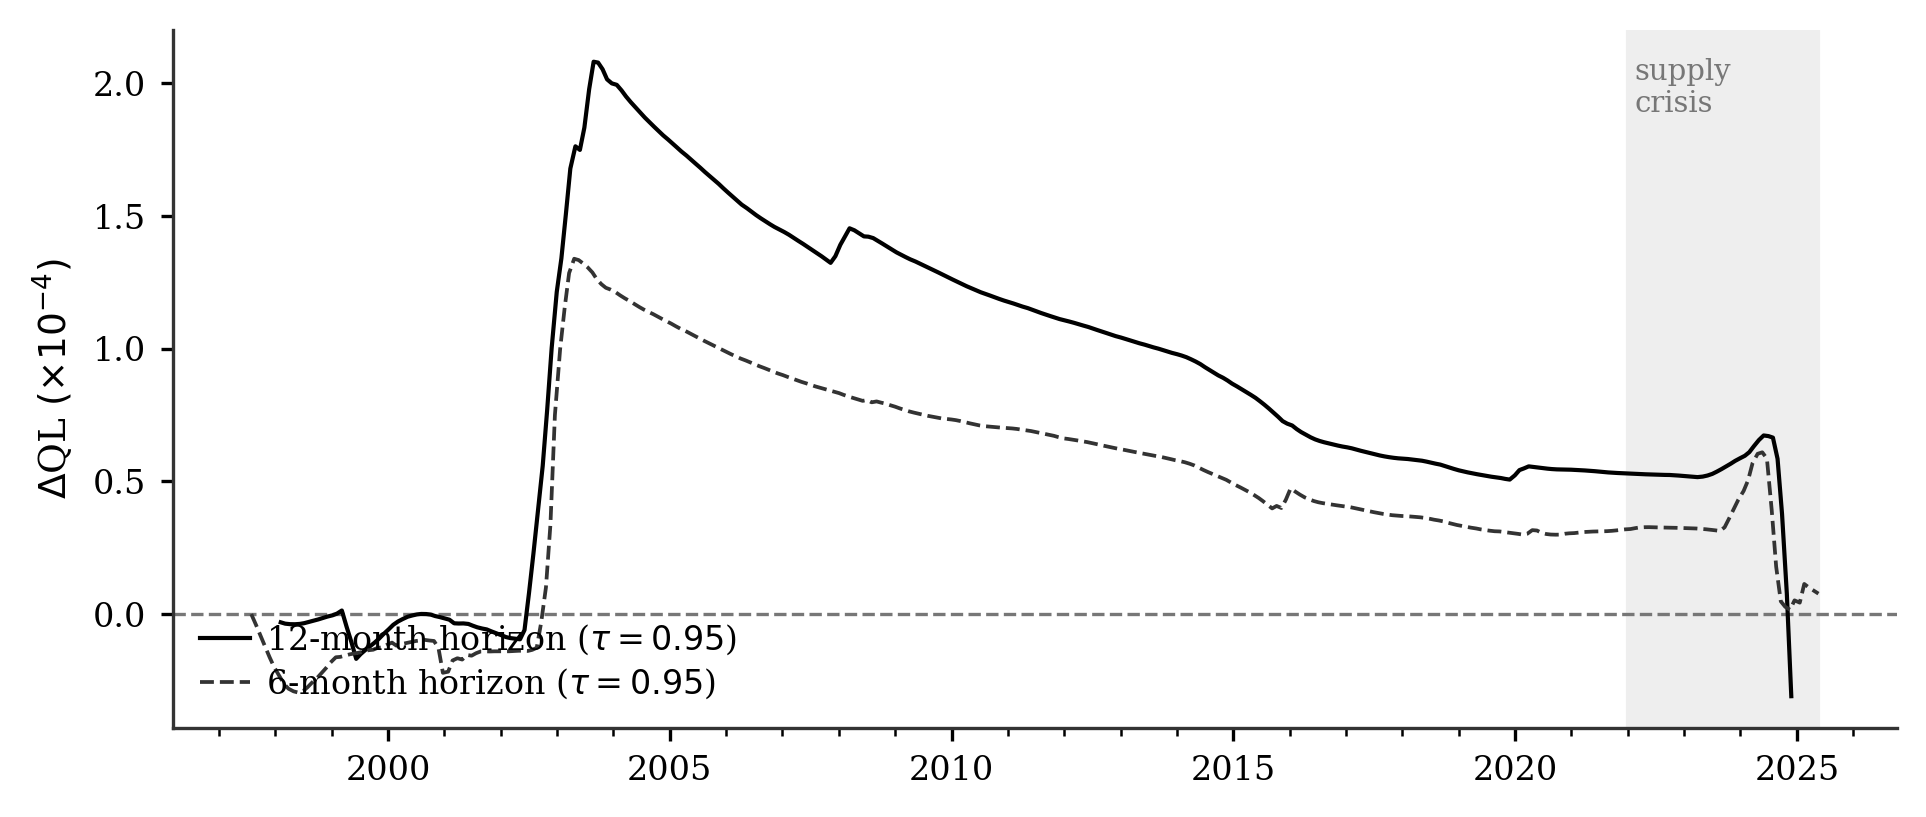 supply
crisis
2.0
1.5
1.0
0.5
0.0
ΔQL (×10⁻⁴)
12-month horizon (τ = 0.95)
6-month horizon (τ = 0.95)
2000 2005 2010 2015 2020 2025